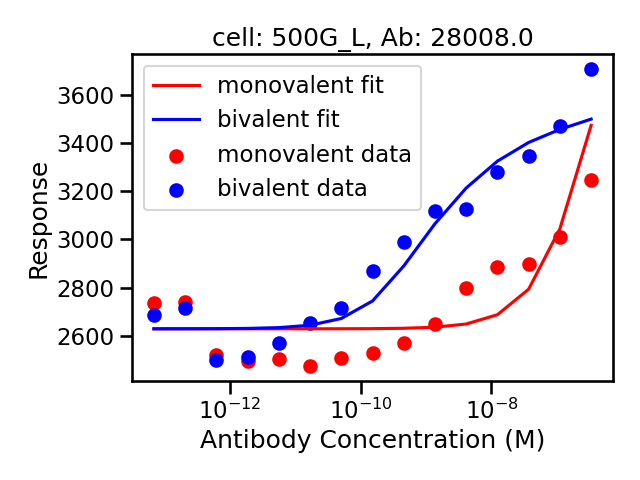 cell: 500G_L, Ab: 28008.0
monovalent fit
bivalent fit
monovalent data
bivalent data
Response
3600
3400
3200
3000
2800
2600
10⁻¹² 10⁻¹⁰ 10⁻⁸
Antibody Concentration (M)